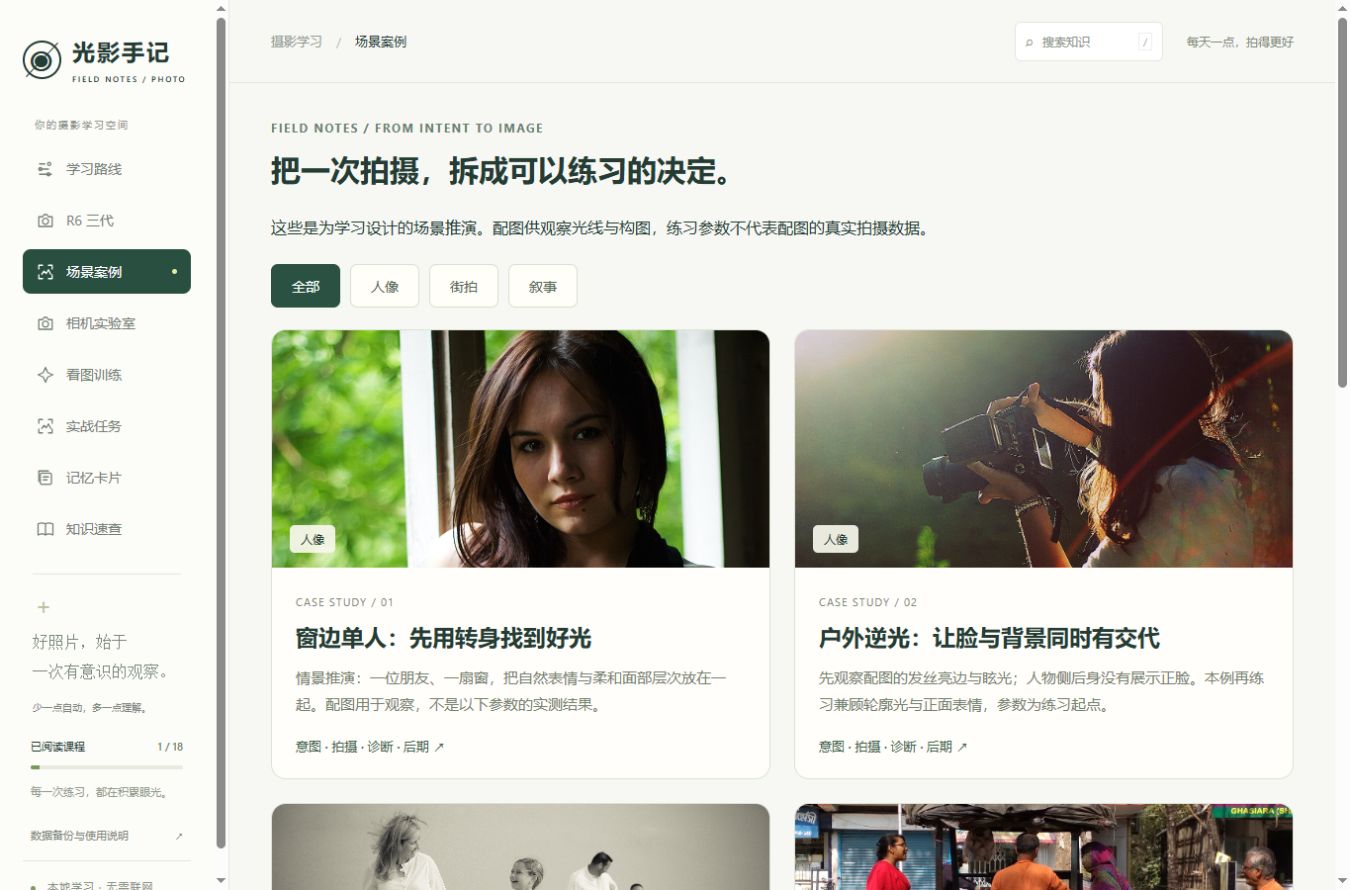 光影手记
FIELD NOTES / PHOTO
你的摄影学习空间
学习路线
R6 三代
场景案例
相机实验室
看图训练
实战任务
记忆卡片
知识速查
好照片，始于
一次有意识的观察。
少一点自动，多一点理解。
已阅读课程 1 / 18
每一次练习，都在积累眼光。
数据备份与使用说明 ↗
本地学习 · 无需联网
摄影学习 / 场景案例
搜索知识 /
每天一点，拍得更好
FIELD NOTES / FROM INTENT TO IMAGE
把一次拍摄，拆成可以练习的决定。
这些是为学习设计的场景推演。配图供观察光线与构图，练习参数不代表配图的真实拍摄数据。
全部 人像 街拍 叙事
人像
CASE STUDY / 01
窗边单人：先用转身找到好光
情景推演：一位朋友、一扇窗，把自然表情与柔和面部层次放在一
起。配图用于观察，不是以下参数的实测结果。
意图 · 拍摄 · 诊断 · 后期 ↗
人像
CASE STUDY / 02
户外逆光：让脸与背景同时有交代
先观察配图的发丝亮边与眩光；人物侧后身没有展示正脸。本例再练
习兼顾轮廓光与正面表情，参数为练习起点。
意图 · 拍摄 · 诊断 · 后期 ↗
GHASIARA